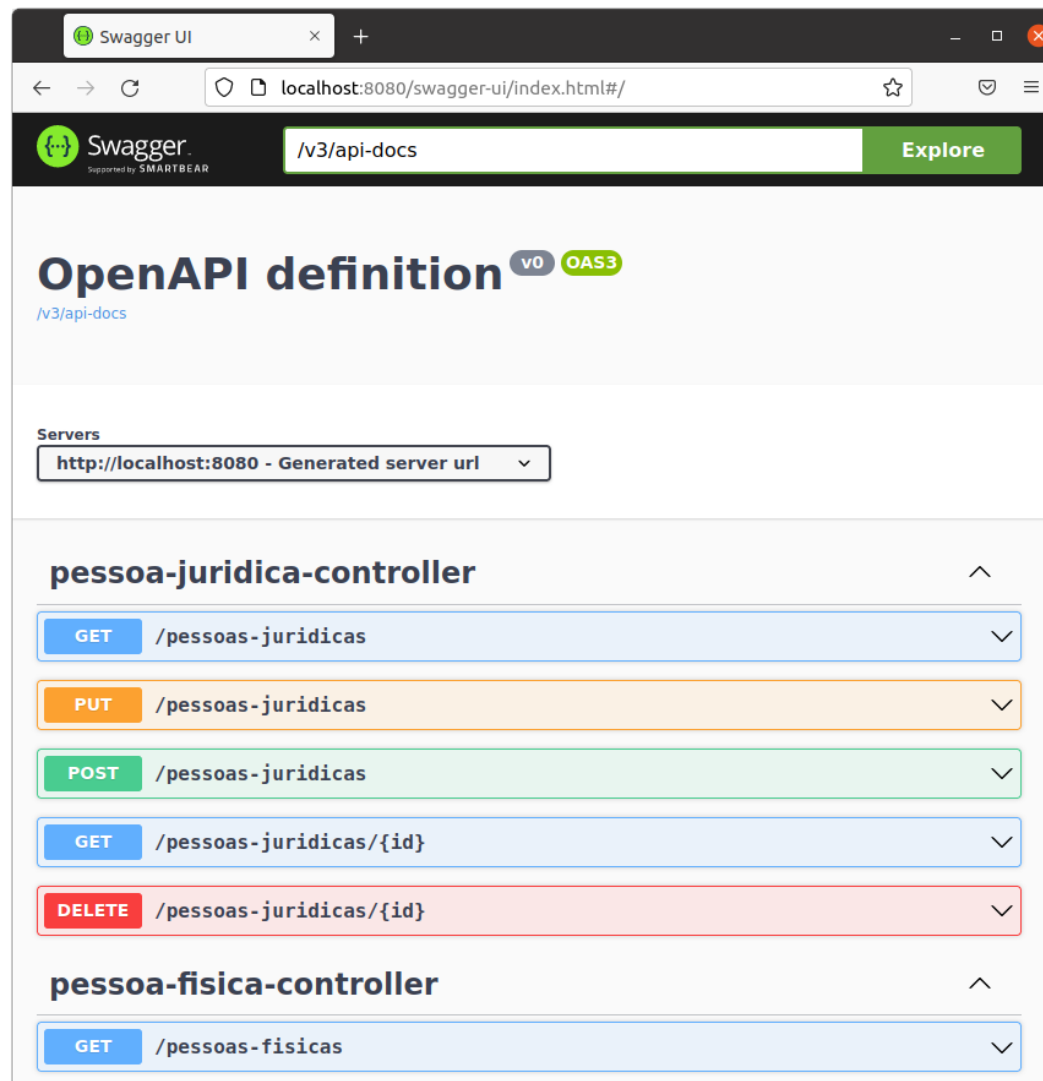 Swagger UI
localhost:8080/swagger-ui/index.html#/
Swagger.
Supported by SMARTBEAR
/v3/api-docs
Explore
OpenAPI definition v0 OAS3
/v3/api-docs
Servers
http://localhost:8080 - Generated server url
pessoa-juridica-controller
GET /pessoas-juridicas
PUT /pessoas-juridicas
POST /pessoas-juridicas
GET /pessoas-juridicas/{id}
DELETE /pessoas-juridicas/{id}
pessoa-fisica-controller
GET /pessoas-fisicas